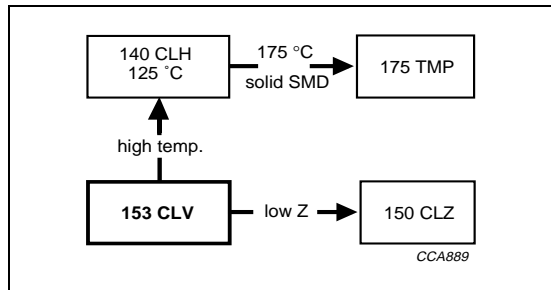 140 CLH
125 ˚C
175 °C
solid SMD
175 TMP
high temp.
153 CLV
low Z
150 CLZ
CCA889